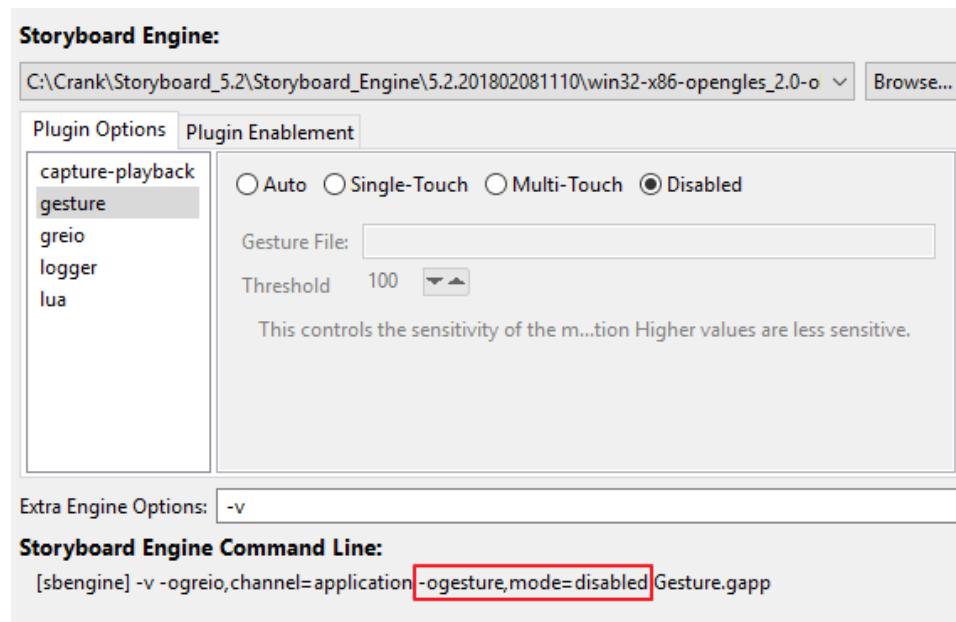 Storyboard Engine:
C:\Crank\Storyboard_5.2\Storyboard_Engine\5.2.201802081110\win32-x86-opengles_2.0-o
Browse...
Plugin Options Plugin Enablement
capture-playback
gesture
greio
logger
lua
Auto Single-Touch Multi-Touch Disabled
Gesture File:
Threshold 100
This controls the sensitivity of the m...tion Higher values are less sensitive.
Extra Engine Options: -v
Storyboard Engine Command Line:
[sbengine] -v -ogreio,channel=application -ogesture,mode=disabled Gesture.gapp